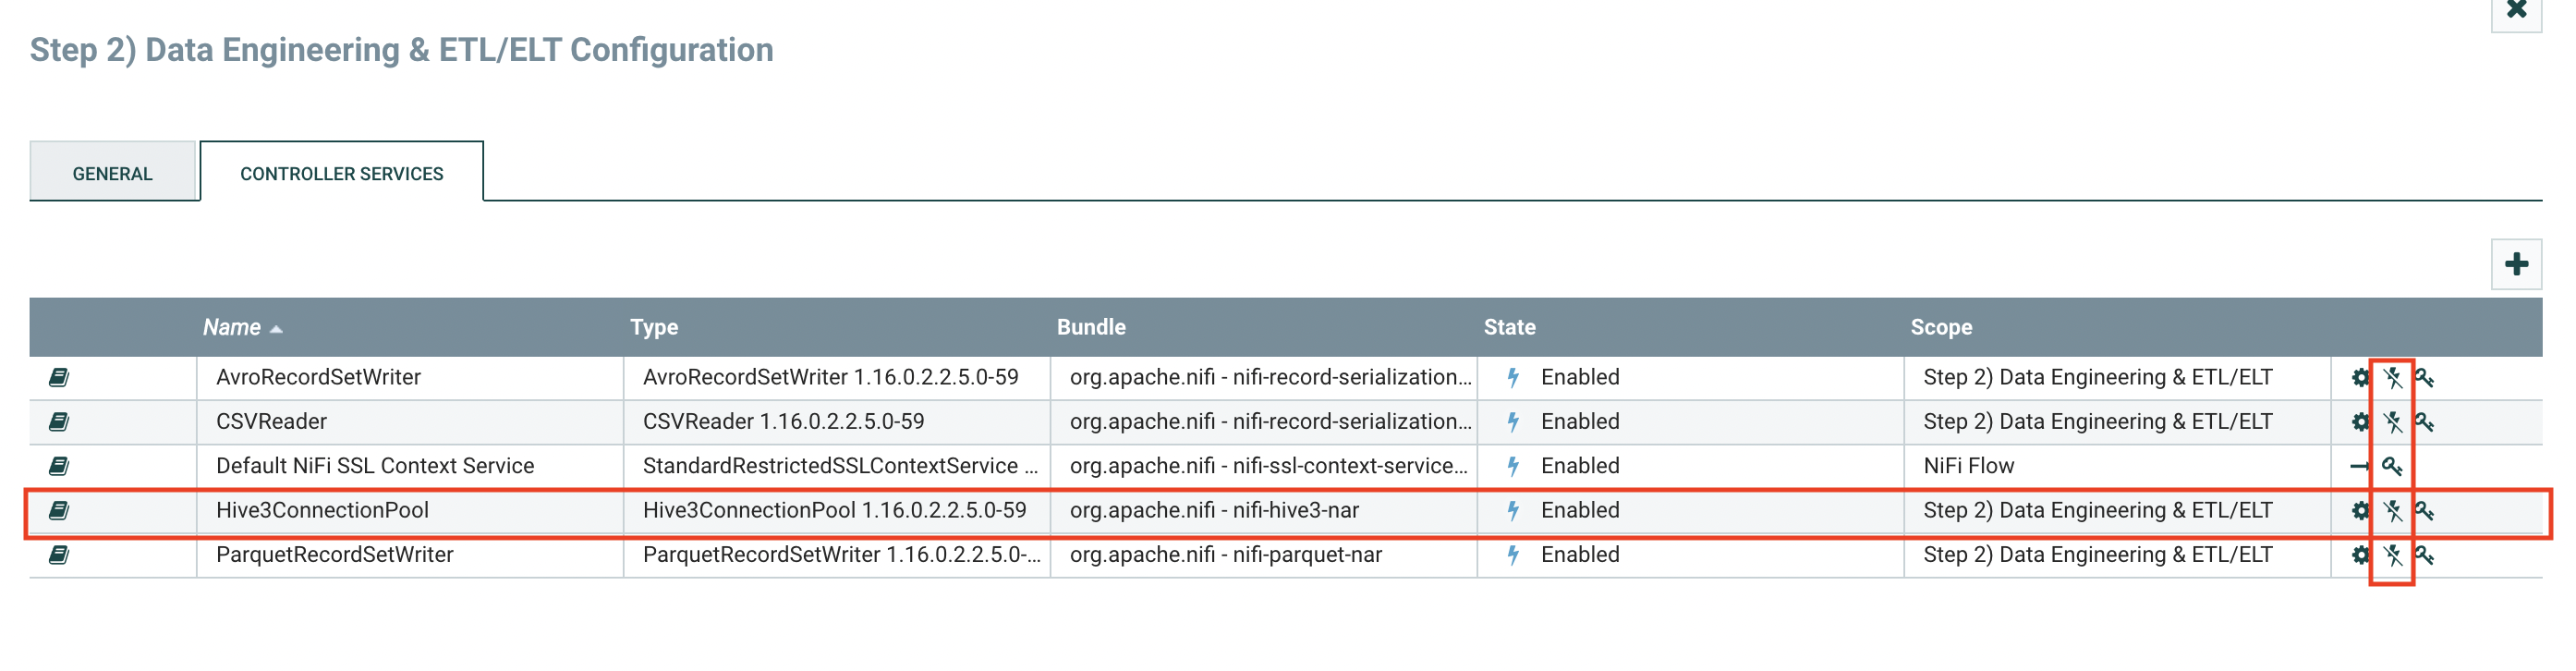 Step 2) Data Engineering & ETL/ELT Configuration
GENERAL CONTROLLER SERVICES
Name Type Bundle State Scope
AvroRecordSetWriter AvroRecordSetWriter 1.16.0.2.2.5.0-59 org.apache.nifi - nifi-record-serialization... Enabled Step 2) Data Engineering & ETL/ELT
CSVReader CSVReader 1.16.0.2.2.5.0-59 org.apache.nifi - nifi-record-serialization... Enabled Step 2) Data Engineering & ETL/ELT
Default NiFi SSL Context Service StandardRestrictedSSLContextService ... org.apache.nifi - nifi-ssl-context-service... Enabled NiFi Flow
Hive3ConnectionPool Hive3ConnectionPool 1.16.0.2.2.5.0-59 org.apache.nifi - nifi-hive3-nar Enabled Step 2) Data Engineering & ETL/ELT
ParquetRecordSetWriter ParquetRecordSetWriter 1.16.0.2.2.5.0-... org.apache.nifi - nifi-parquet-nar Enabled Step 2) Data Engineering & ETL/ELT